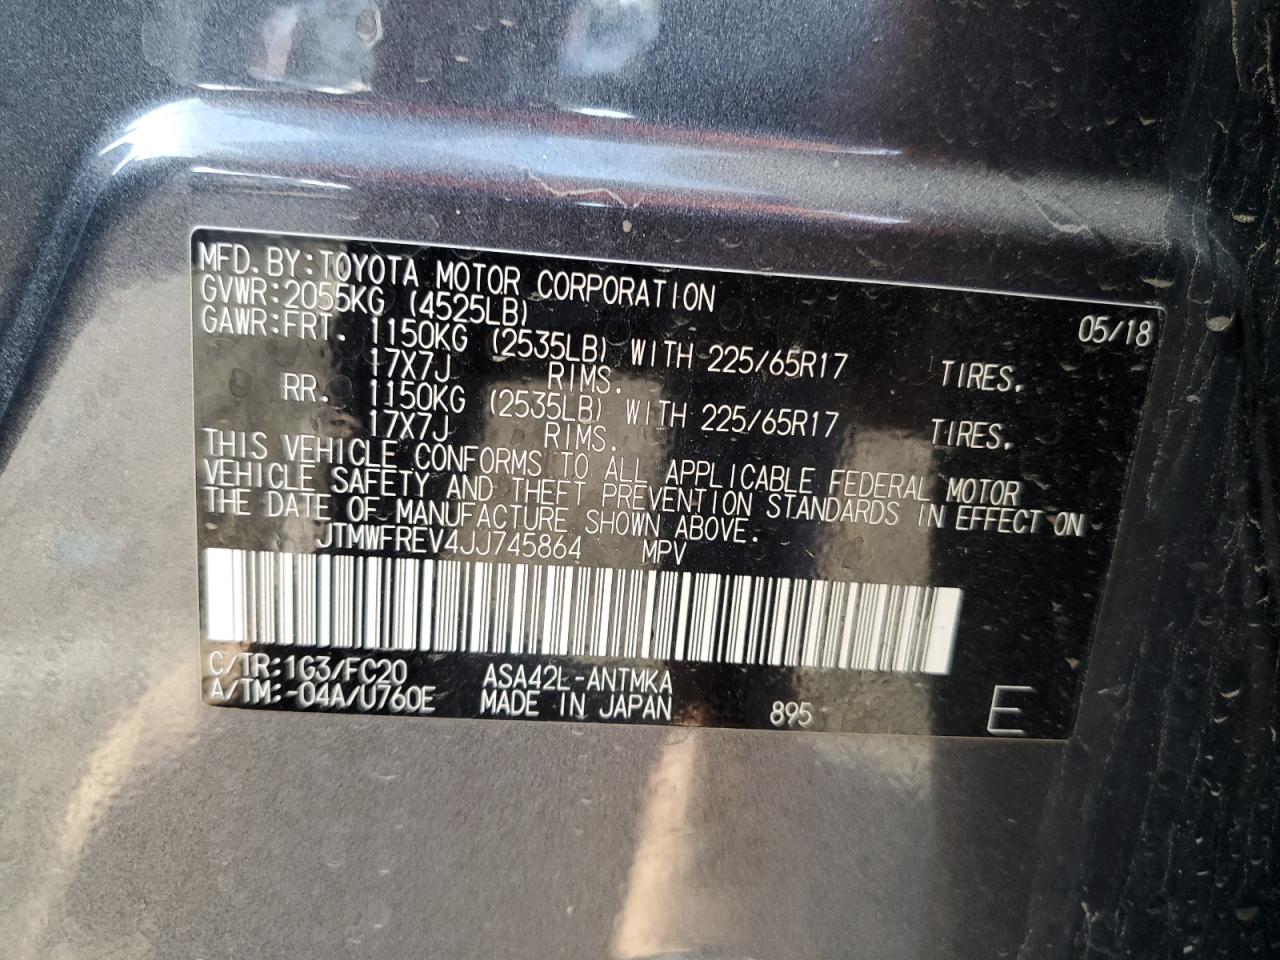 MFD. BY: TOYOTA MOTOR CORPORATION 05/18
GVWR: 2055KG (4525LB)
GAWR: FRT. 1150KG (2535LB) WITH 225/65R17 TIRES.
17X7J RIMS.
RR. 1150KG (2535LB) WITH 225/65R17 TIRES.
17X7J RIMS.
THIS VEHICLE CONFORMS TO ALL APPLICABLE FEDERAL MOTOR
VEHICLE SAFETY AND THEFT PREVENTION STANDARDS IN EFFECT ON
THE DATE OF MANUFACTURE SHOWN ABOVE.
JTMWFREV4JJ745864 MPV
C/TR: 1G3/FC20 ASA42L-ANTMKA
A/TM: -04A/U760E MADE IN JAPAN 895 E